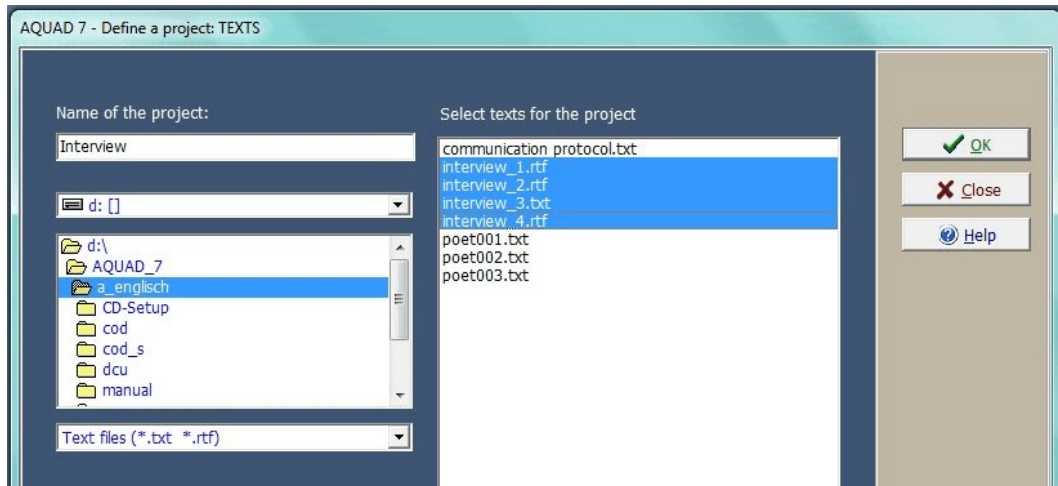 AQUAD 7 - Define a project: TEXTS
Name of the project:
Interview
d: []
d:\
AQUAD_7
a_englisch
CD-Setup
cod
cod_s
dcu
manual
Text files (*.txt *.rtf)
Select texts for the project
communication protocol.txt
interview_1.rtf
interview_2.rtf
interview_3.txt
interview_4.rtf
poet001.txt
poet002.txt
poet003.txt
OK
Close
Help